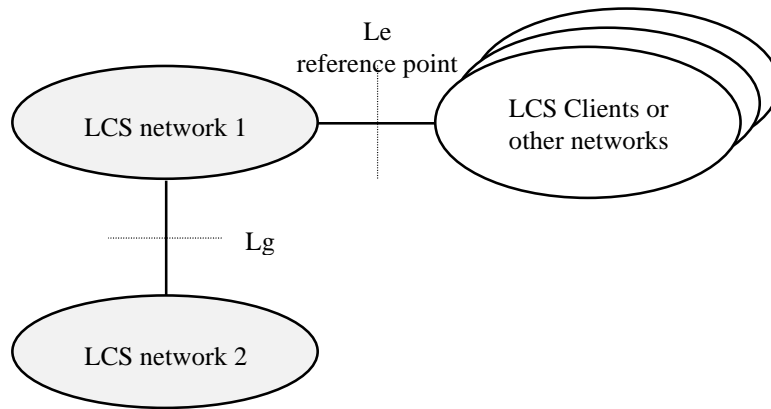 Le
reference point
LCS network 1
LCS Clients or
other networks
Lg
LCS network 2